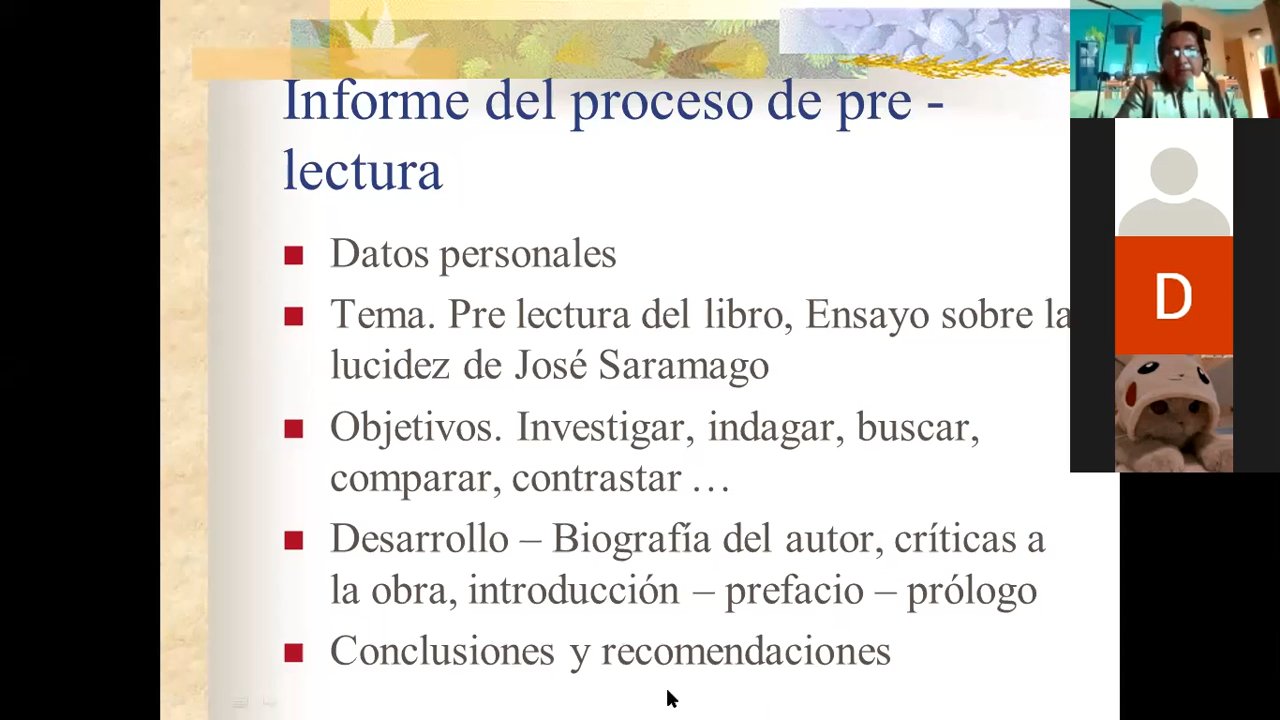 Informe del proceso de pre -
lectura
Datos personales
Tema. Pre lectura del libro, Ensayo sobre la
lucidez de José Saramago
Objetivos. Investigar, indagar, buscar,
comparar, contrastar …
Desarrollo – Biografía del autor, críticas a
la obra, introducción – prefacio – prólogo
Conclusiones y recomendaciones
D